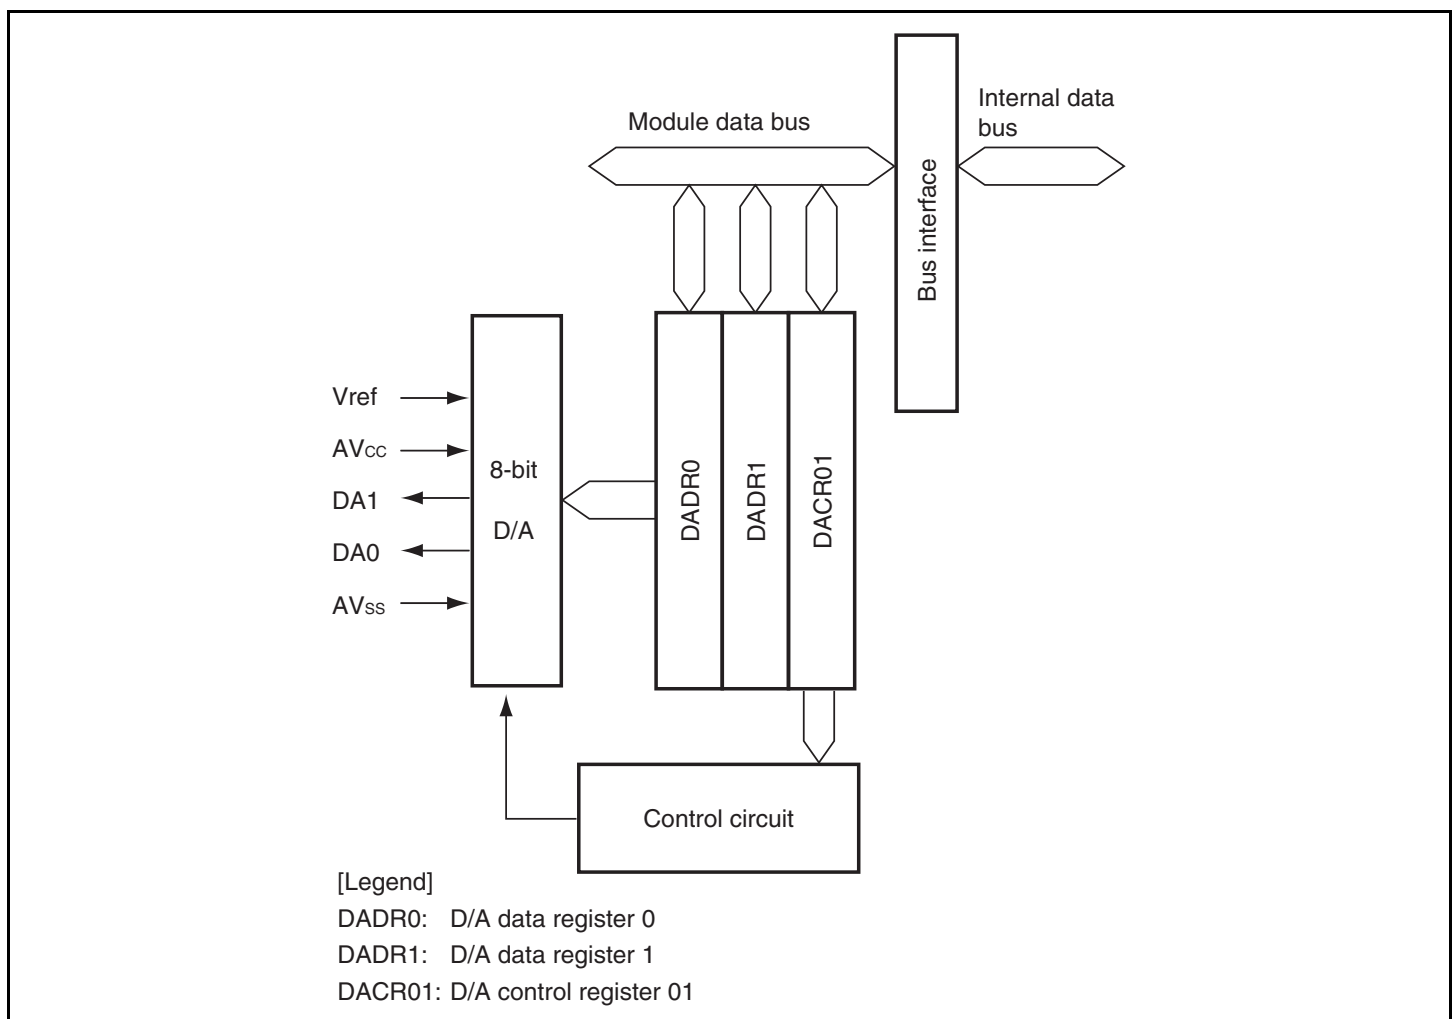 Module data bus
Internal data
bus
Bus interface
Vref
AVCC
DA1
DA0
AVSS
8-bit
D/A
DADR0
DADR1
DACR01
Control circuit
[Legend]
DADR0: D/A data register 0
DADR1: D/A data register 1
DACR01: D/A control register 01